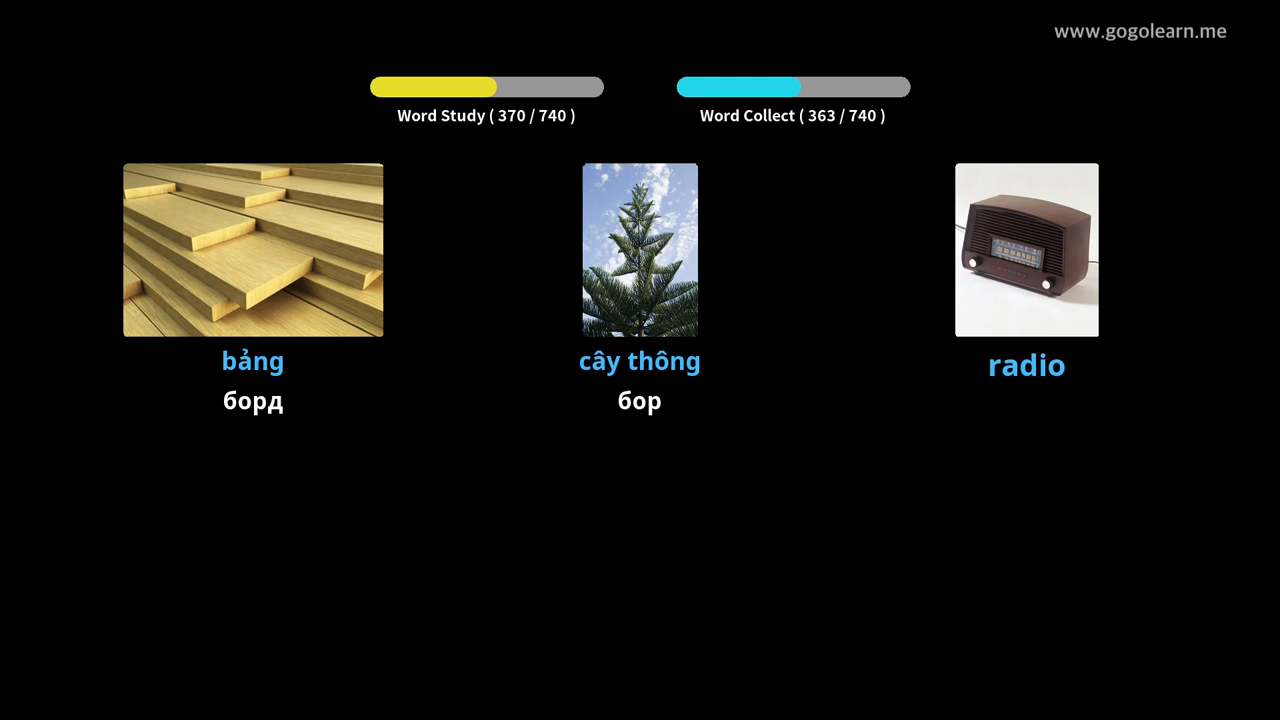 www.gogolearn.me
Word Study ( 370 / 740 )
Word Collect ( 363 / 740 )
bảng
cây thông
radio
борд
бор